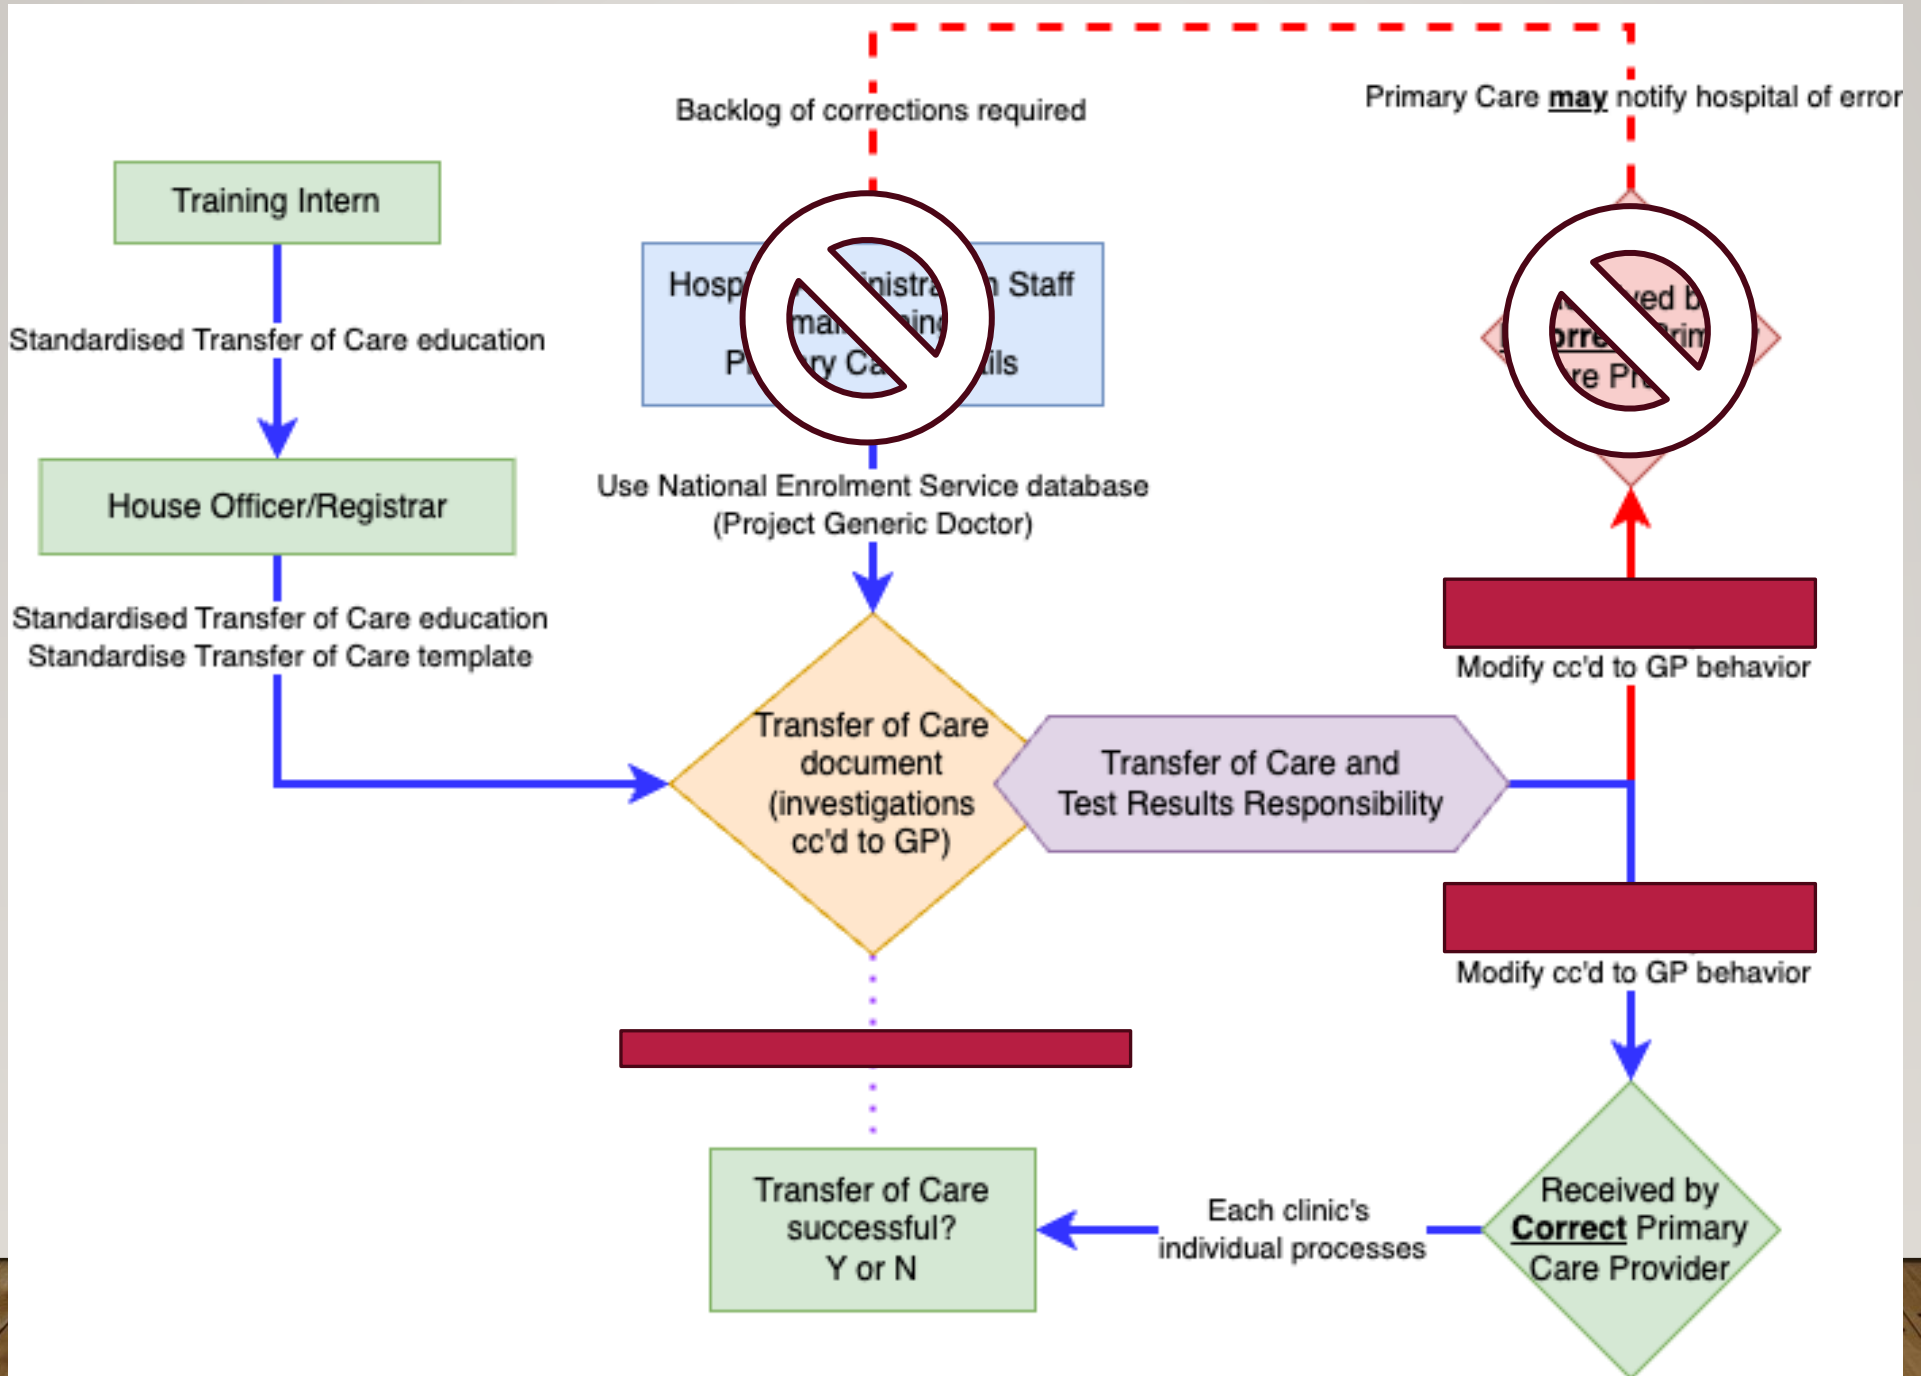 Backlog of corrections required
Primary Care may notify hospital of error
Training Intern
Staff
Standardised Transfer of Care education
Use National Enrolment Service database
(Project Generic Doctor)
House Officer/Registrar
Standardised Transfer of Care education
Standardise Transfer of Care template
Modify cc'd to GP behavior
Transfer of Care
document
(investigations
cc'd to GP)
Transfer of Care and
Test Results Responsibility
Modify cc'd to GP behavior
Transfer of Care
successful?
Y or N
Each clinic's
individual processes
Received by
Correct Primary
Care Provider